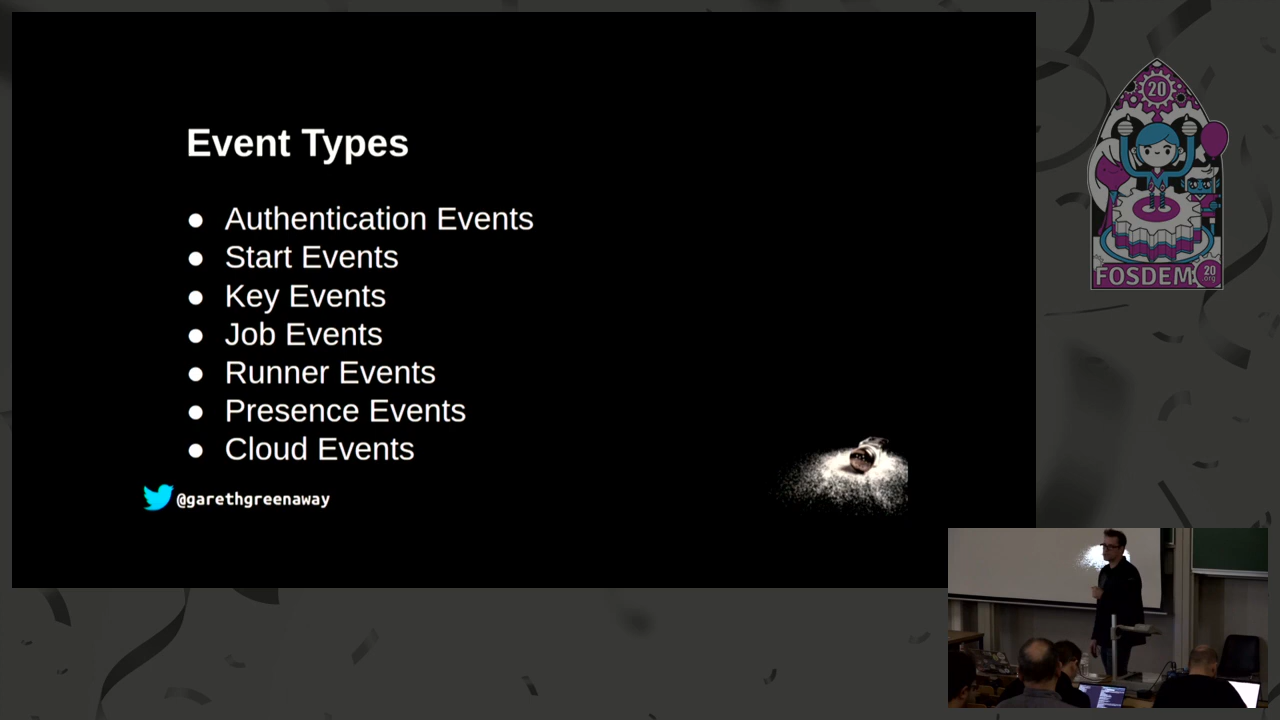 Event Types
● Authentication Events
● Start Events
● Key Events
● Job Events
● Runner Events
● Presence Events
● Cloud Events
@garethgreenaway
20
FOSDEM
20
.org